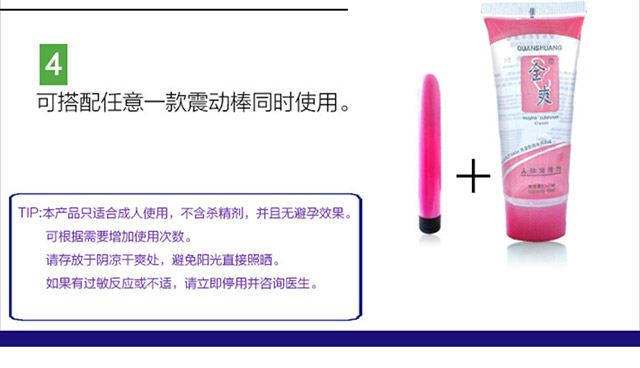 4
可搭配任意一款震动棒同时使用。
TIP:本产品只适合成人使用，不含杀精剂，并且无避孕效果。
可根据需要增加使用次数。
请存放于阴凉干爽处，避免阳光直接照晒。
如果有过敏反应或不适，请立即停用并咨询医生。
+
QUANSHUANG
全爽
人体润滑剂